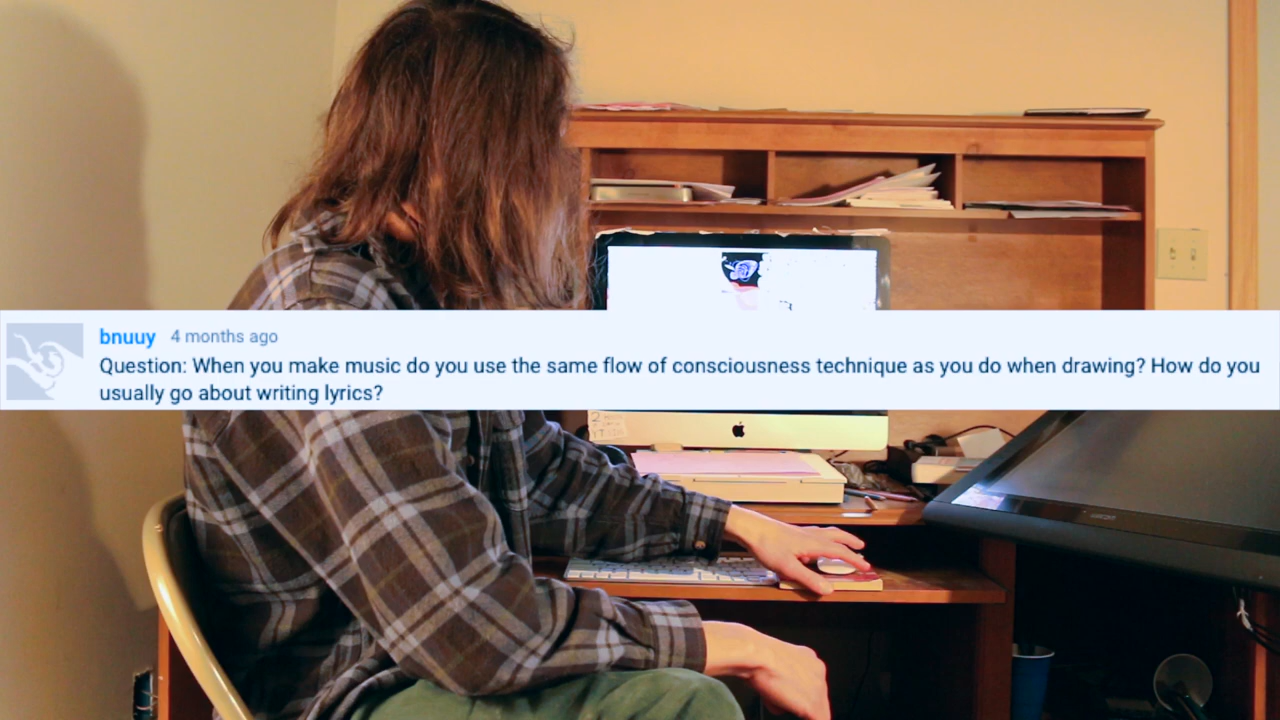 bnuuy 4 months ago
Question: When you make music do you use the same flow of consciousness technique as you do when drawing? How do you
usually go about writing lyrics?